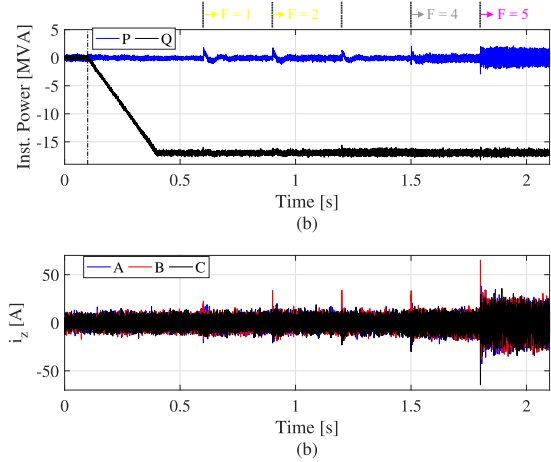 F = 1 F = 2 F = 4 F = 5
P Q
Inst. Power [MVA]
5
0
-5
-10
-15
0 0.5 1 1.5 2
Time [s]
(b)
A B C
i_z [A]
50
0
-50
0 0.5 1 1.5 2
Time [s]
(b)